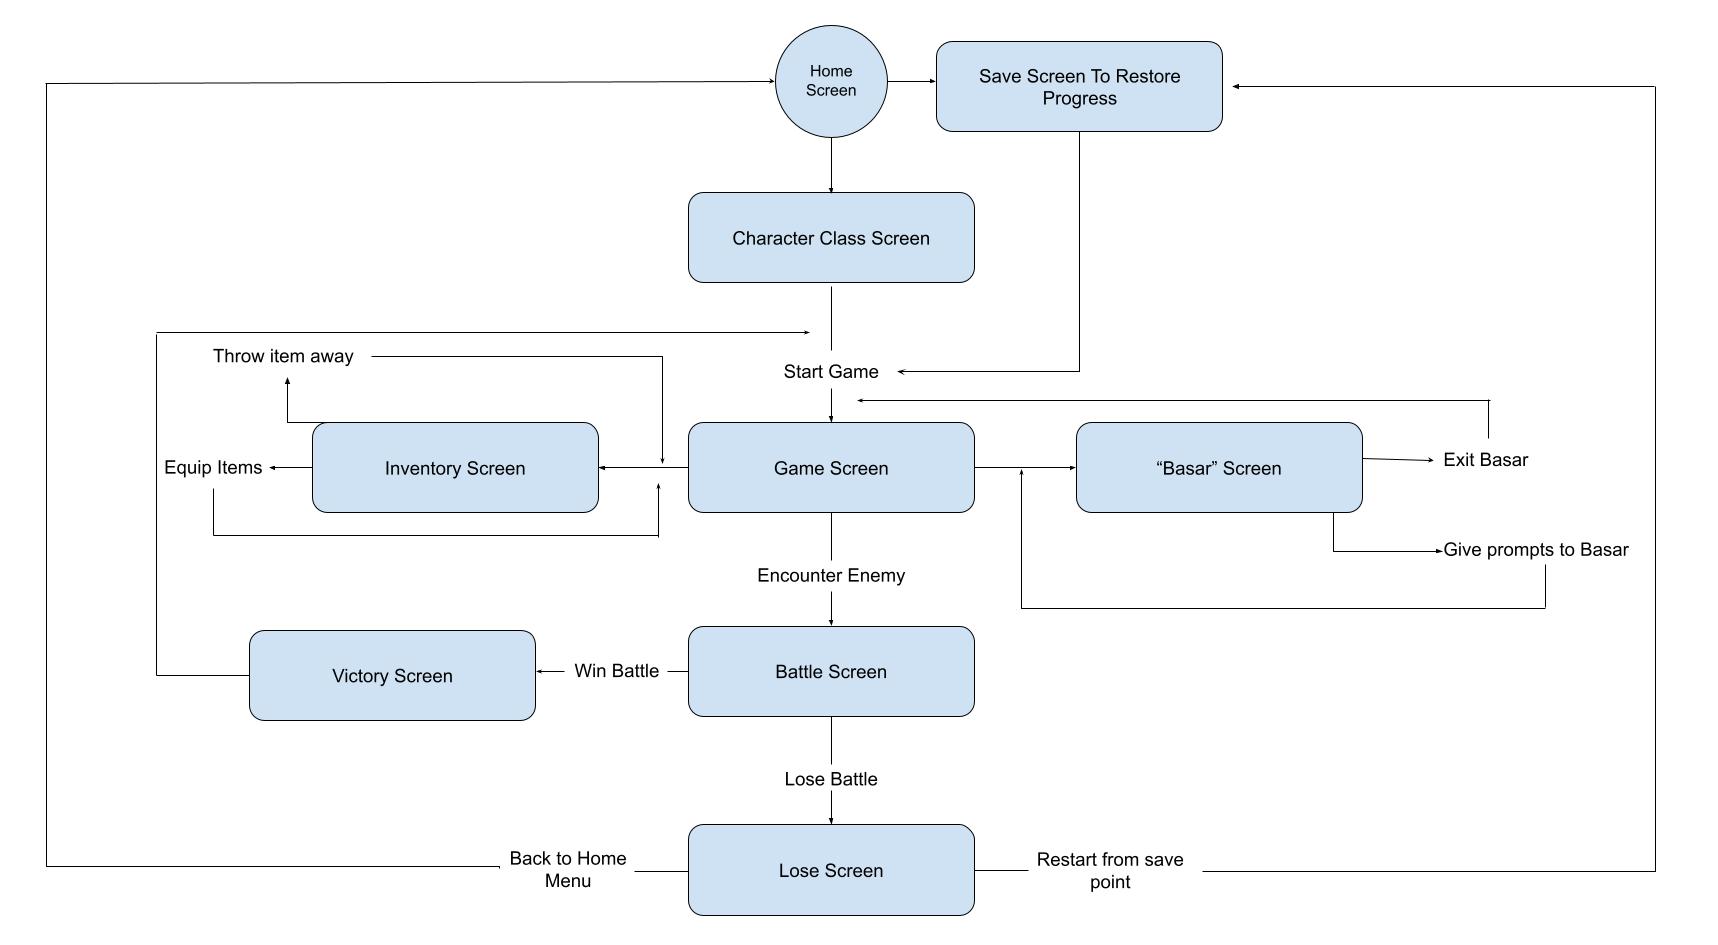 Home
Screen
Save Screen To Restore
Progress
Character Class Screen
Throw item away
Start Game
Equip Items
Inventory Screen
Game Screen
“Basar” Screen
Exit Basar
Give prompts to Basar
Encounter Enemy
Victory Screen
Win Battle
Battle Screen
Lose Battle
Back to Home
Menu
Lose Screen
Restart from save
point